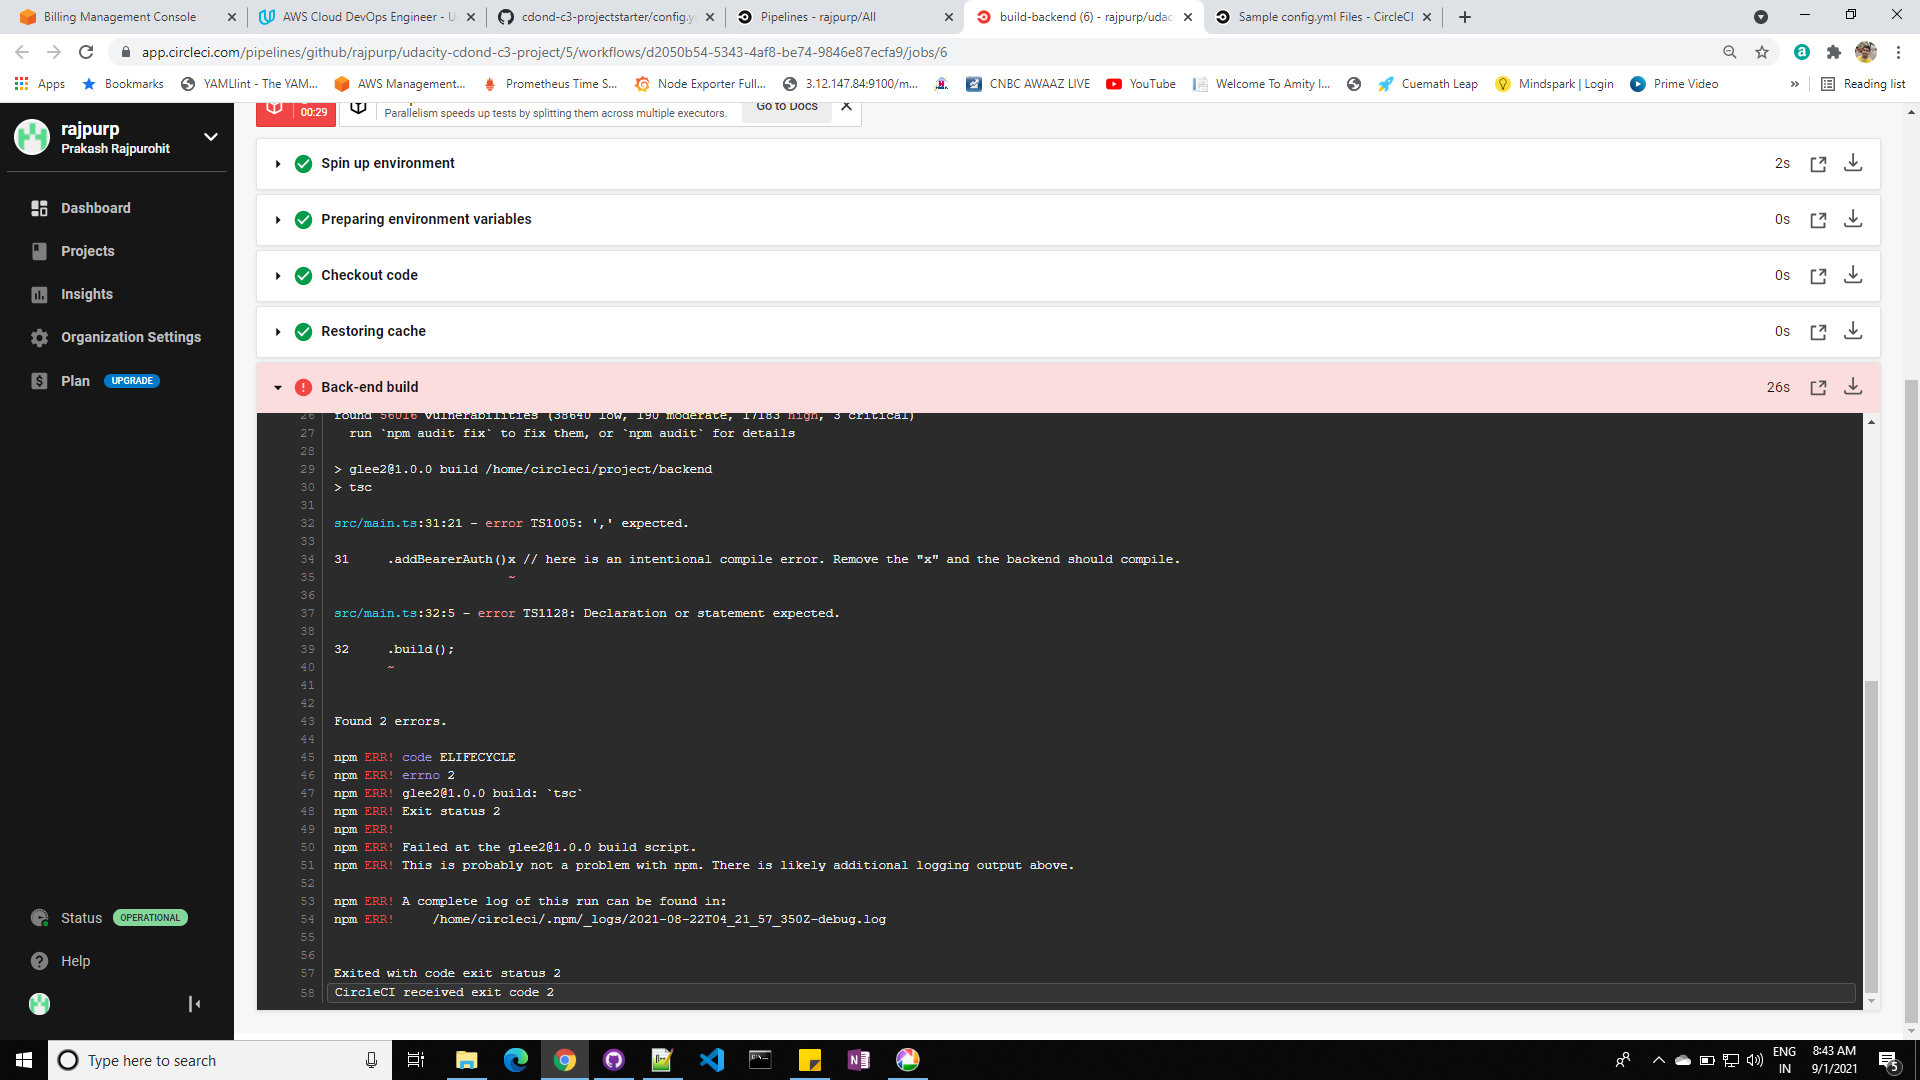 Billing Management Console
AWS Cloud DevOps Engineer - U
cdond-c3-projectstarter/config.y
Pipelines - rajpurp/All
build-backend (6) - rajpurp/udac
Sample config.yml Files - CircleCI
app.circleci.com/pipelines/github/rajpurp/udacity-cdond-c3-project/5/workflows/d2050b54-5343-4af8-be74-9846e87ecfa9/jobs/6
Apps
Bookmarks
YAMLlint - The YAM...
AWS Management...
Prometheus Time S...
Node Exporter Full...
3.12.147.84:9100/m...
CNBC AWAAZ LIVE
YouTube
Welcome To Amity I...
Cuemath Leap
Mindspark | Login
Prime Video
»
Reading list
rajpurp
Prakash Rajpurohit
Dashboard
Projects
Insights
Organization Settings
Plan UPGRADE
Status OPERATIONAL
Help
00:29
Parallelism speeds up tests by splitting them across multiple executors.
Go to Docs
Spin up environment 2s
Preparing environment variables 0s
Checkout code 0s
Restoring cache 0s
Back-end build 26s
26 found 56016 vulnerabilities (38640 low, 190 moderate, 17183 high, 3 critical)
27 run `npm audit fix` to fix them, or `npm audit` for details
28
29 > glee2@1.0.0 build /home/circleci/project/backend
30 > tsc
31
32 src/main.ts:31:21 - error TS1005: ',' expected.
33
34 31 .addBearerAuth()x // here is an intentional compile error. Remove the "x" and the backend should compile.
35 ~
36
37 src/main.ts:32:5 - error TS1128: Declaration or statement expected.
38
39 32 .build();
40 ~
41
42
43 Found 2 errors.
44
45 npm ERR! code ELIFECYCLE
46 npm ERR! errno 2
47 npm ERR! glee2@1.0.0 build: `tsc`
48 npm ERR! Exit status 2
49 npm ERR!
50 npm ERR! Failed at the glee2@1.0.0 build script.
51 npm ERR! This is probably not a problem with npm. There is likely additional logging output above.
52
53 npm ERR! A complete log of this run can be found in:
54 npm ERR! /home/circleci/.npm/_logs/2021-08-22T04_21_57_350Z-debug.log
55
56
57 Exited with code exit status 2
58 CircleCI received exit code 2
Type here to search
ENG
IN
8:43 AM
9/1/2021
5